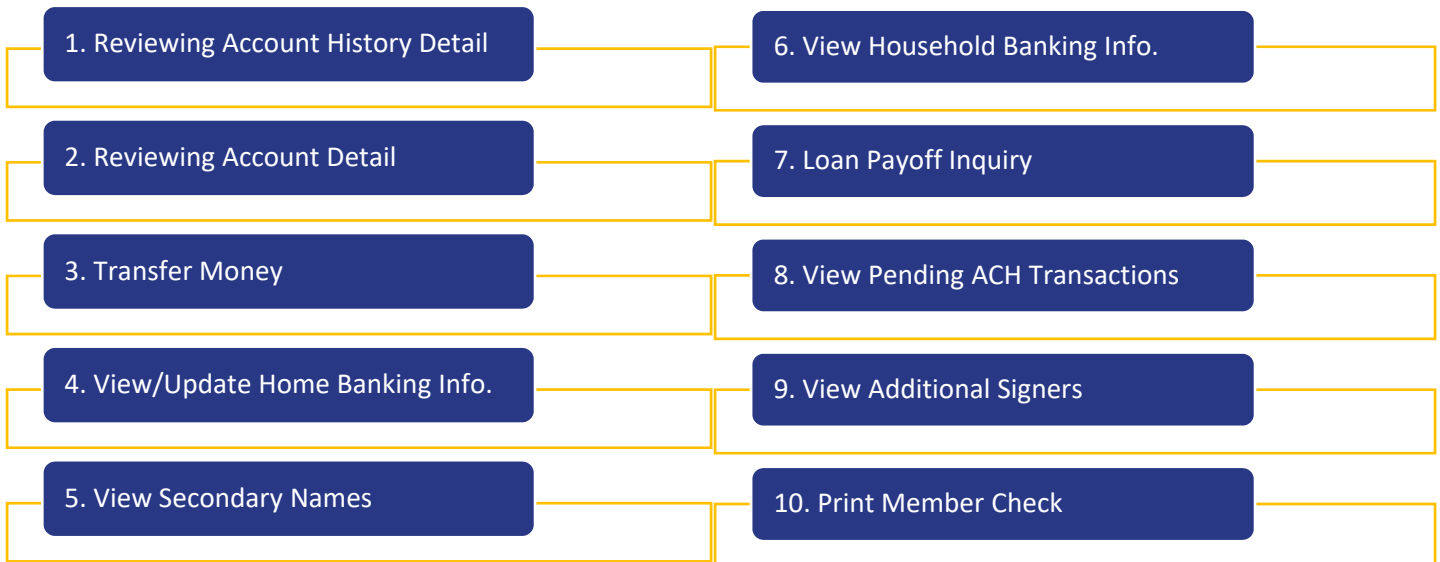 1. Reviewing Account History Detail
2. Reviewing Account Detail
3. Transfer Money
4. View/Update Home Banking Info.
5. View Secondary Names
6. View Household Banking Info.
7. Loan Payoff Inquiry
8. View Pending ACH Transactions
9. View Additional Signers
10. Print Member Check